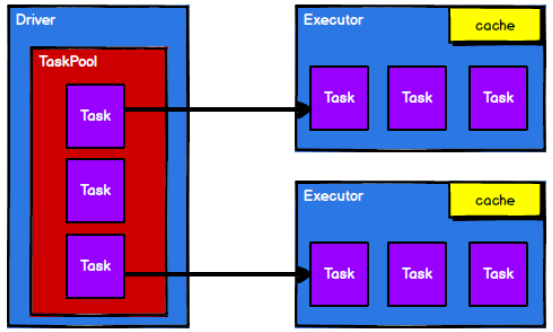 Driver
TaskPool
Task
Task
Task
Executor
cache
Task Task Task
Executor
cache
Task Task Task